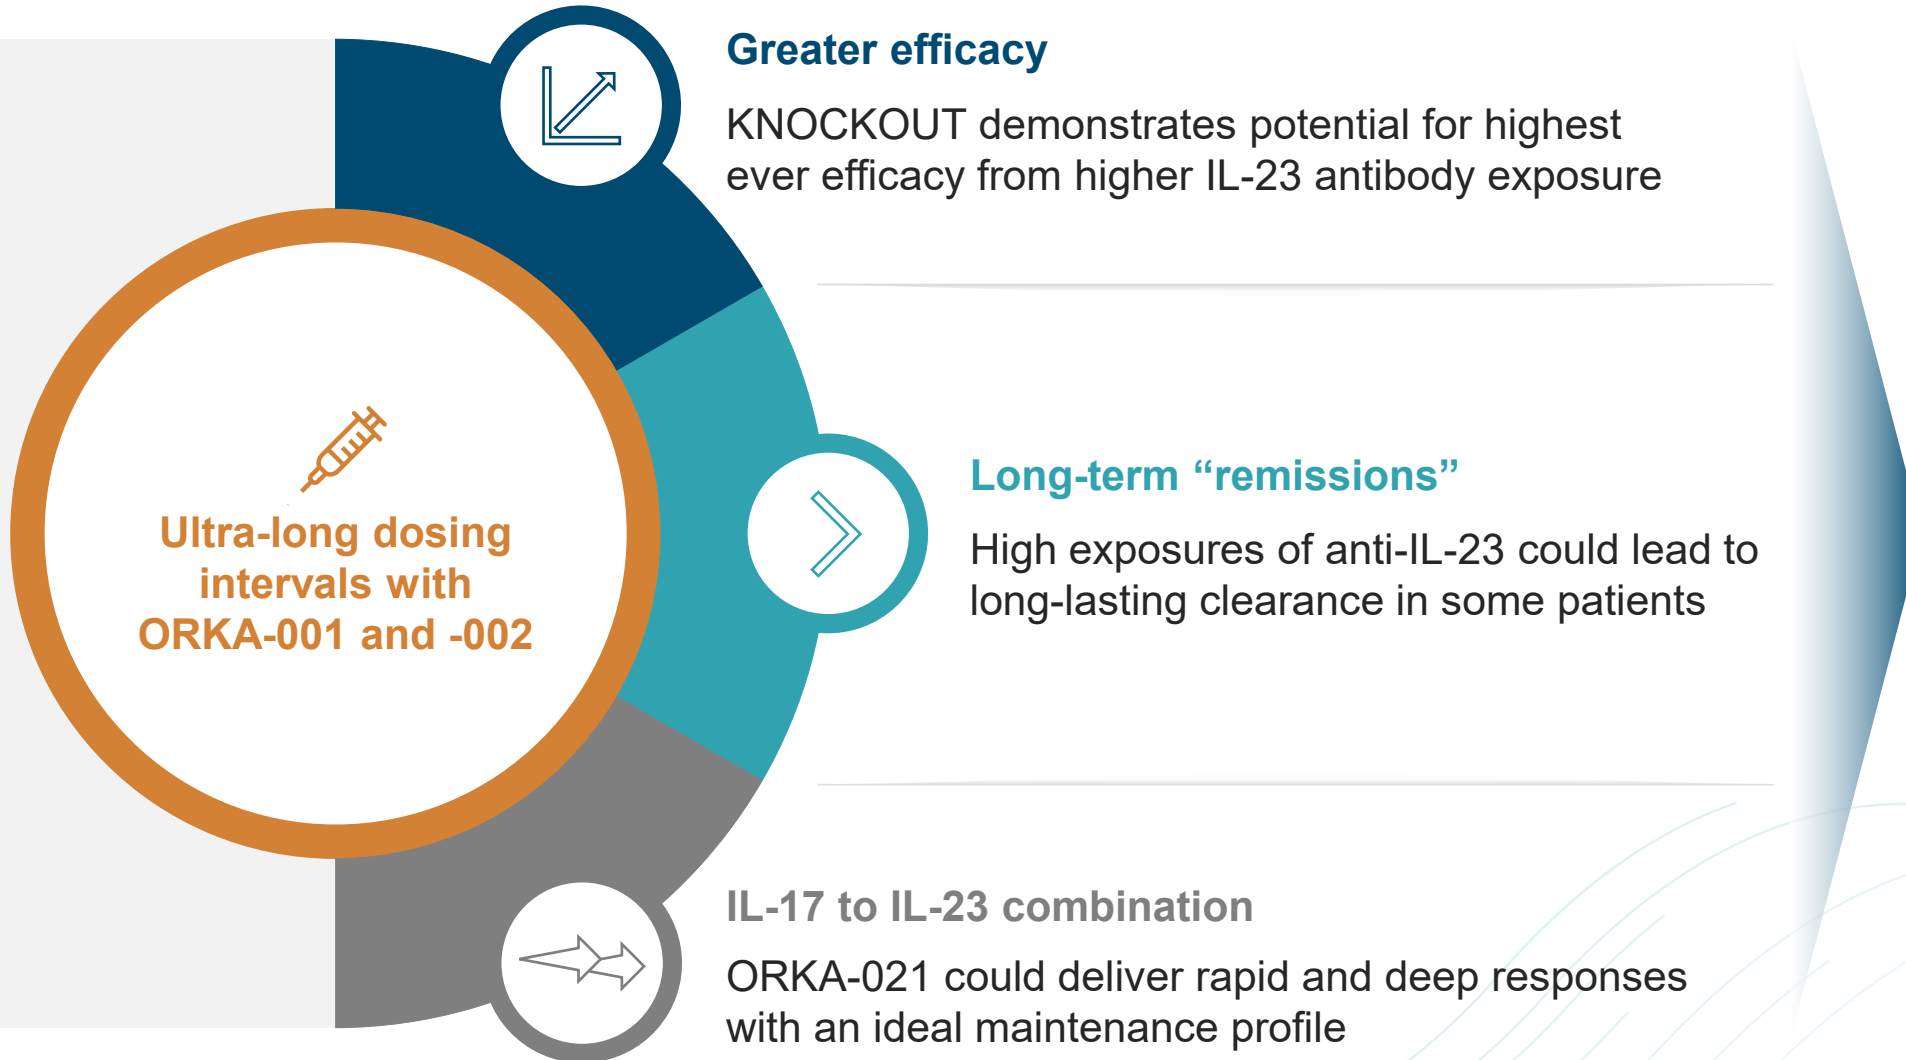 Greater efficacy
KNOCKOUT demonstrates potential for highest
ever efficacy from higher IL-23 antibody exposure
Ultra-long dosing
intervals with
ORKA-001 and -002
Long-term “remissions”
High exposures of anti-IL-23 could lead to
long-lasting clearance in some patients
IL-17 to IL-23 combination
ORKA-021 could deliver rapid and deep responses
with an ideal maintenance profile